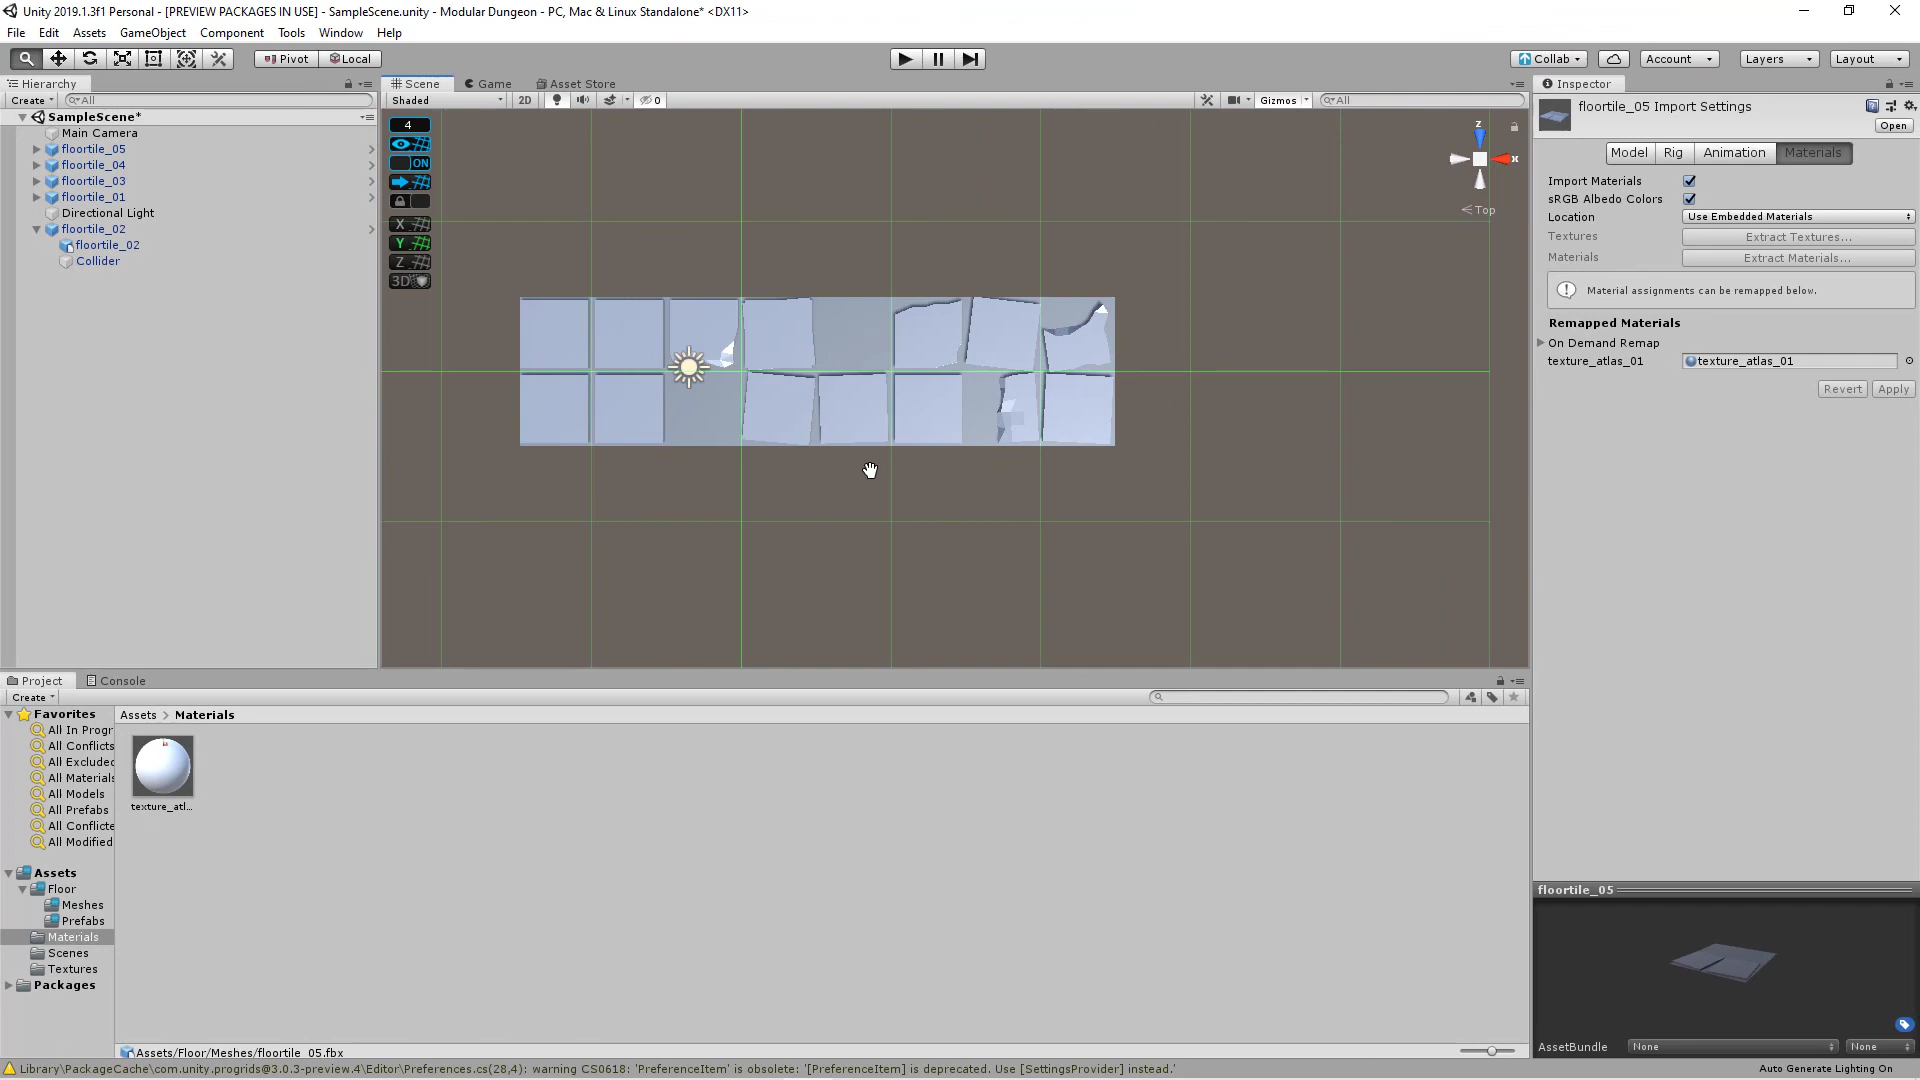 Unity 2019.1.3f1 Personal - [PREVIEW PACKAGES IN USE] - SampleScene.unity - Modular Dungeon - PC, Mac & Linux Standalone* <DX11>
File Edit Assets GameObject Component Tools Window Help
Pivot Local Collab Account Layers Layout
Hierarchy
Create All
SampleScene*
Main Camera
floortile_05
floortile_04
floortile_03
floortile_01
Directional Light
floortile_02
floortile_02
Collider
Scene Game Asset Store
Shaded 2D 0 Gizmos All
4
ON
X
Y
Z
3D
z
x
Top
Inspector
floortile_05 Import Settings
Open
Model Rig Animation Materials
Import Materials
sRGB Albedo Colors
Location Use Embedded Materials
Textures Extract Textures...
Materials Extract Materials...
Material assignments can be remapped below.
Remapped Materials
On Demand Remap
texture_atlas_01 texture_atlas_01
Revert Apply
Project Console
Create
Favorites
All In Progr
All Conflicts
All Excluded
All Materials
All Models
All Prefabs
All Conflicte
All Modified
Assets
Floor
Meshes
Prefabs
Materials
Scenes
Textures
Packages
Assets > Materials
texture_atl...
Assets/Floor/Meshes/floortile_05.fbx
floortile_05
AssetBundle None None
Library\PackageCache\com.unity.progrids@3.0.3-preview.4\Editor\Preferences.cs(28,4): warning CS0618: 'PreferenceItem' is obsolete: '[PreferenceItem] is deprecated. Use [SettingsProvider] instead.'
Auto Generate Lighting On